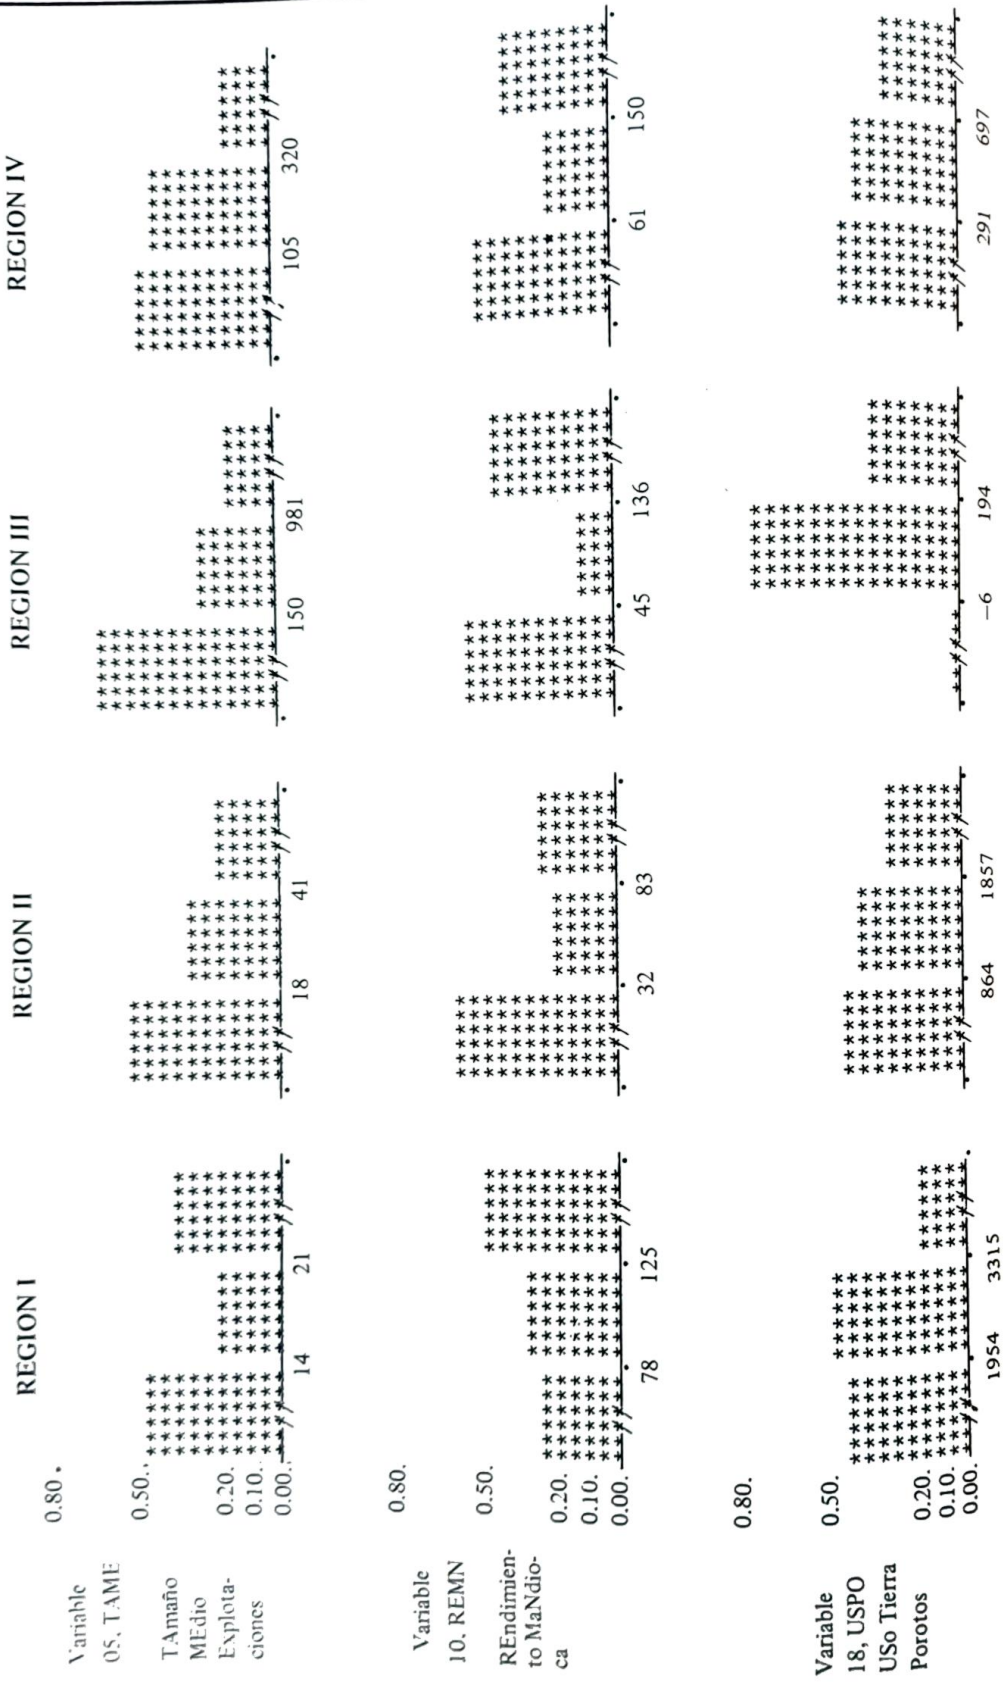 REGION I
REGION II
REGION III
REGION IV
Variable
05. TAME
TAmaño
MEdio
Explota-
ciones
0.80.
0.50.
0.20.
0.10.
0.00.
14
21
18
41
150
981
105
320
Variable
10. REMN
REndimien-
to MaNdio-
ca
0.80.
0.50.
0.20.
0.10.
0.00.
78
125
32
83
45
136
61
150
Variable
18, USPO
USo Tierra
Porotos
0.80.
0.50.
0.20.
0.10.
0.00.
1954
3315
864
1857
–6
194
291
697